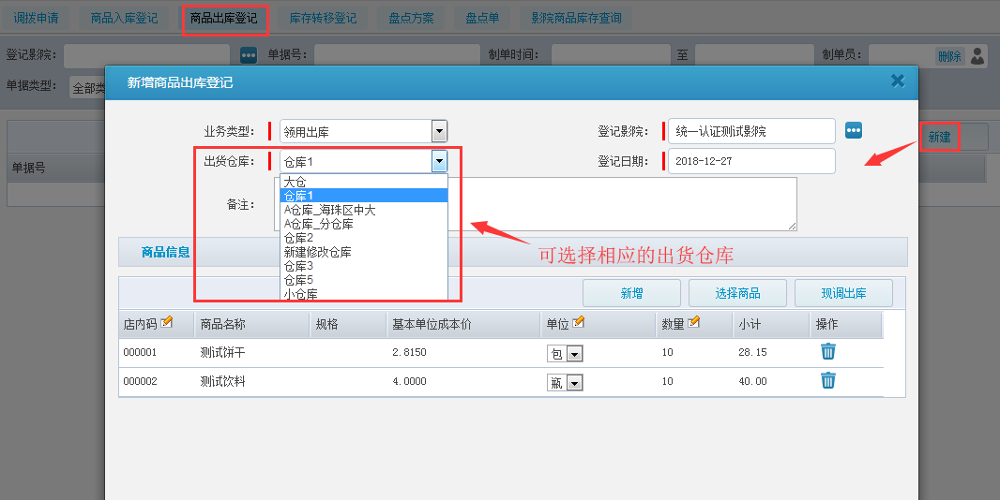 调拨申请 商品入库登记 商品出库登记 库存转移登记 盘点方案 盘点单 影院商品库存查询
登记影院： 单据号： 制单时间： 至 制单员： 删除
单据类型： 全部类
新增商品出库登记
业务类型： 领用出库 登记影院： 统一认证测试影院
新建
出货仓库： 仓库1 登记日期： 2018-12-27
单据号
大仓
仓库1
备注：
A仓库_海珠区中大
A仓库_分仓库
仓库2
新建修改仓库
仓库3
仓库5
小仓库
可选择相应的出货仓库
商品信息
新增 选择商品 现调出库
店内码 商品名称 规格 基本单位成本价 单位 数量 小计 操作
000001 测试饼干 2.8150 包 10 28.15
000002 测试饮料 4.0000 瓶 10 40.00